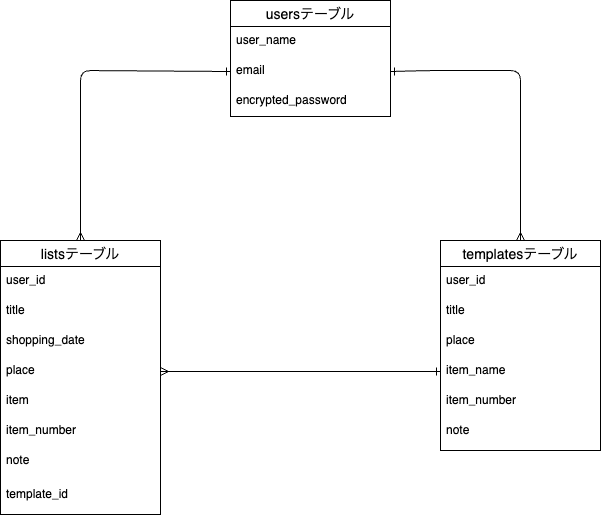 usersテーブル
user_name
email
encrypted_password
listsテーブル
user_id
title
shopping_date
place
item
item_number
note
template_id
templatesテーブル
user_id
title
place
item_name
item_number
note